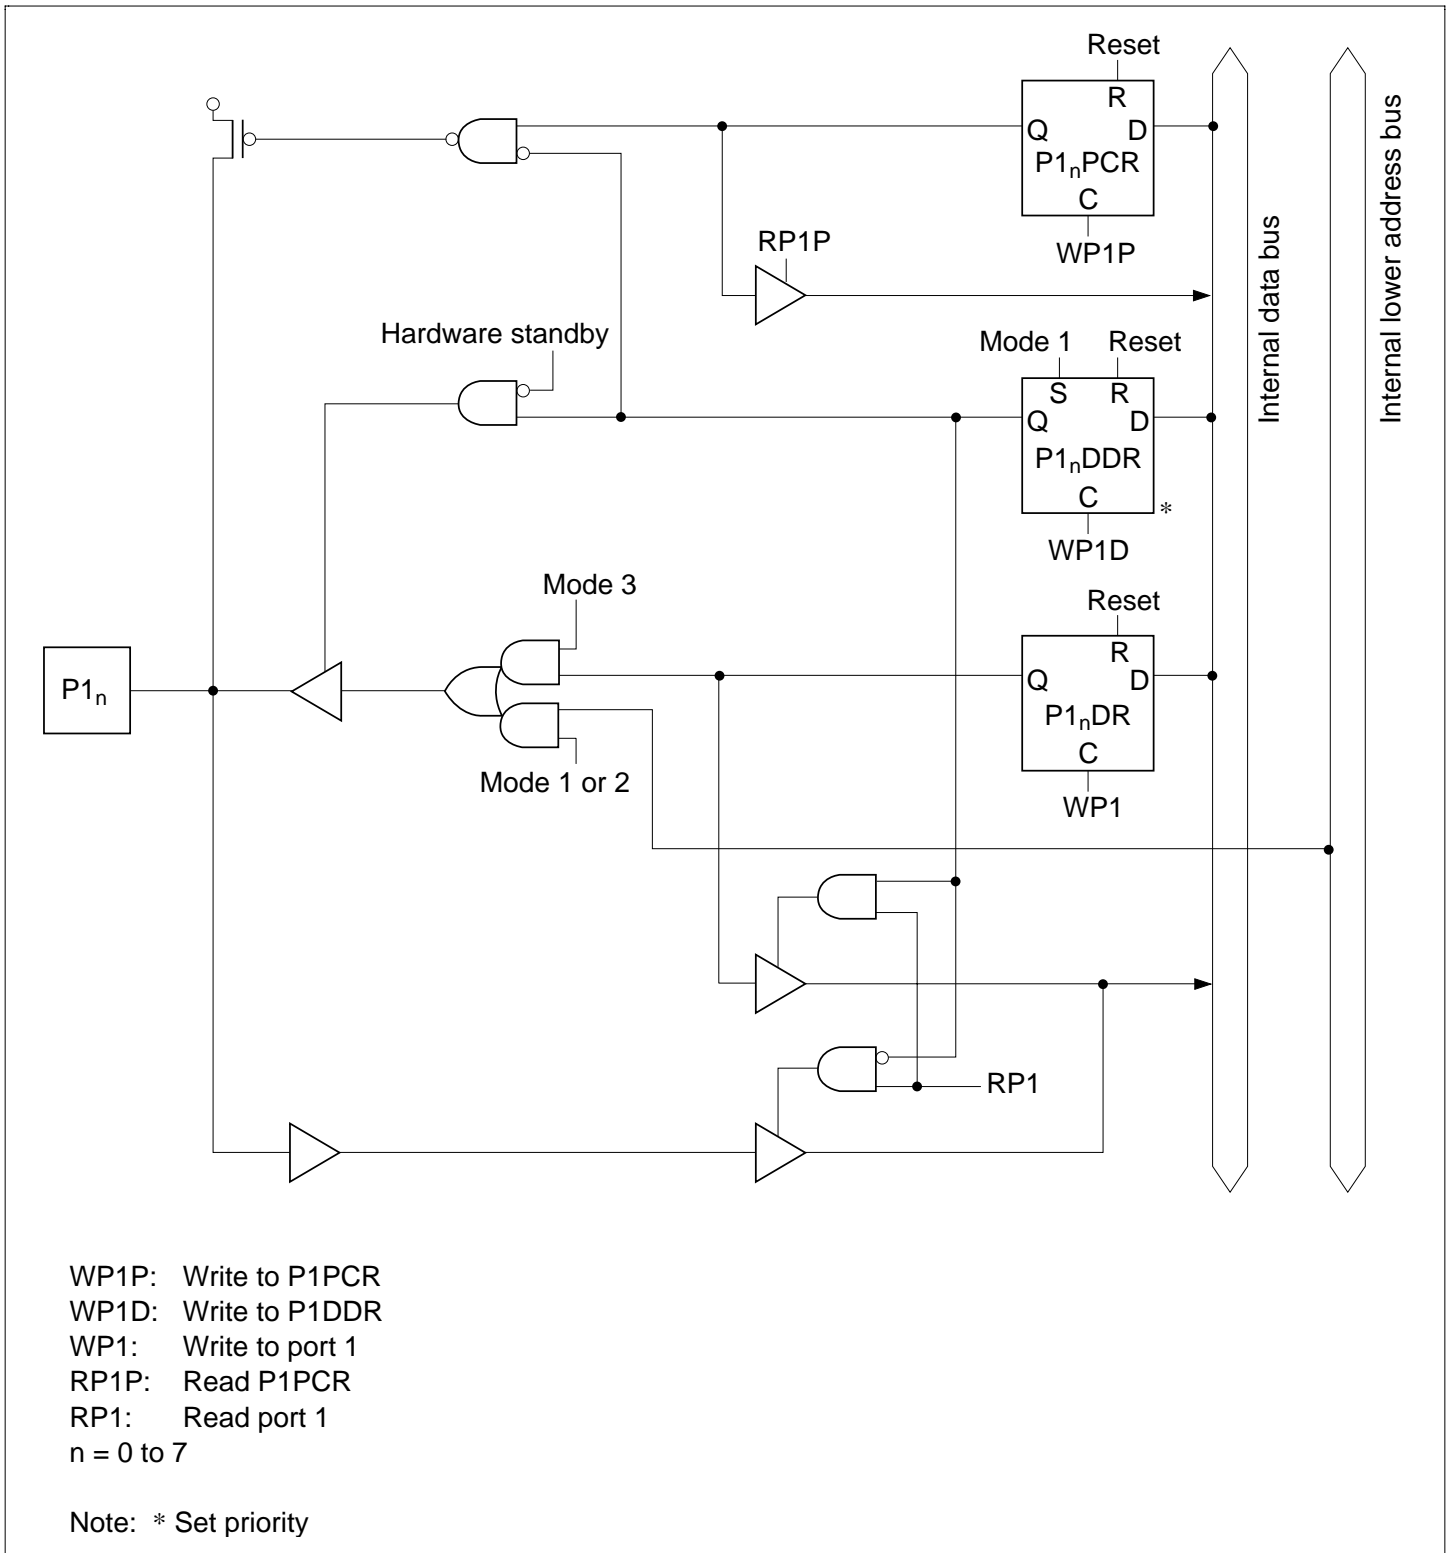 Reset
R
Q D
P1nPCR
C
WP1P
RP1P
Hardware standby
Mode 1 Reset
S R
Q D
P1nDDR
C
*
WP1D
Mode 3
Reset
R
Q D
P1nDR
C
WP1
P1n
Mode 1 or 2
RP1
Internal data bus
Internal lower address bus
WP1P: Write to P1PCR
WP1D: Write to P1DDR
WP1: Write to port 1
RP1P: Read P1PCR
RP1: Read port 1
n = 0 to 7
Note: * Set priority